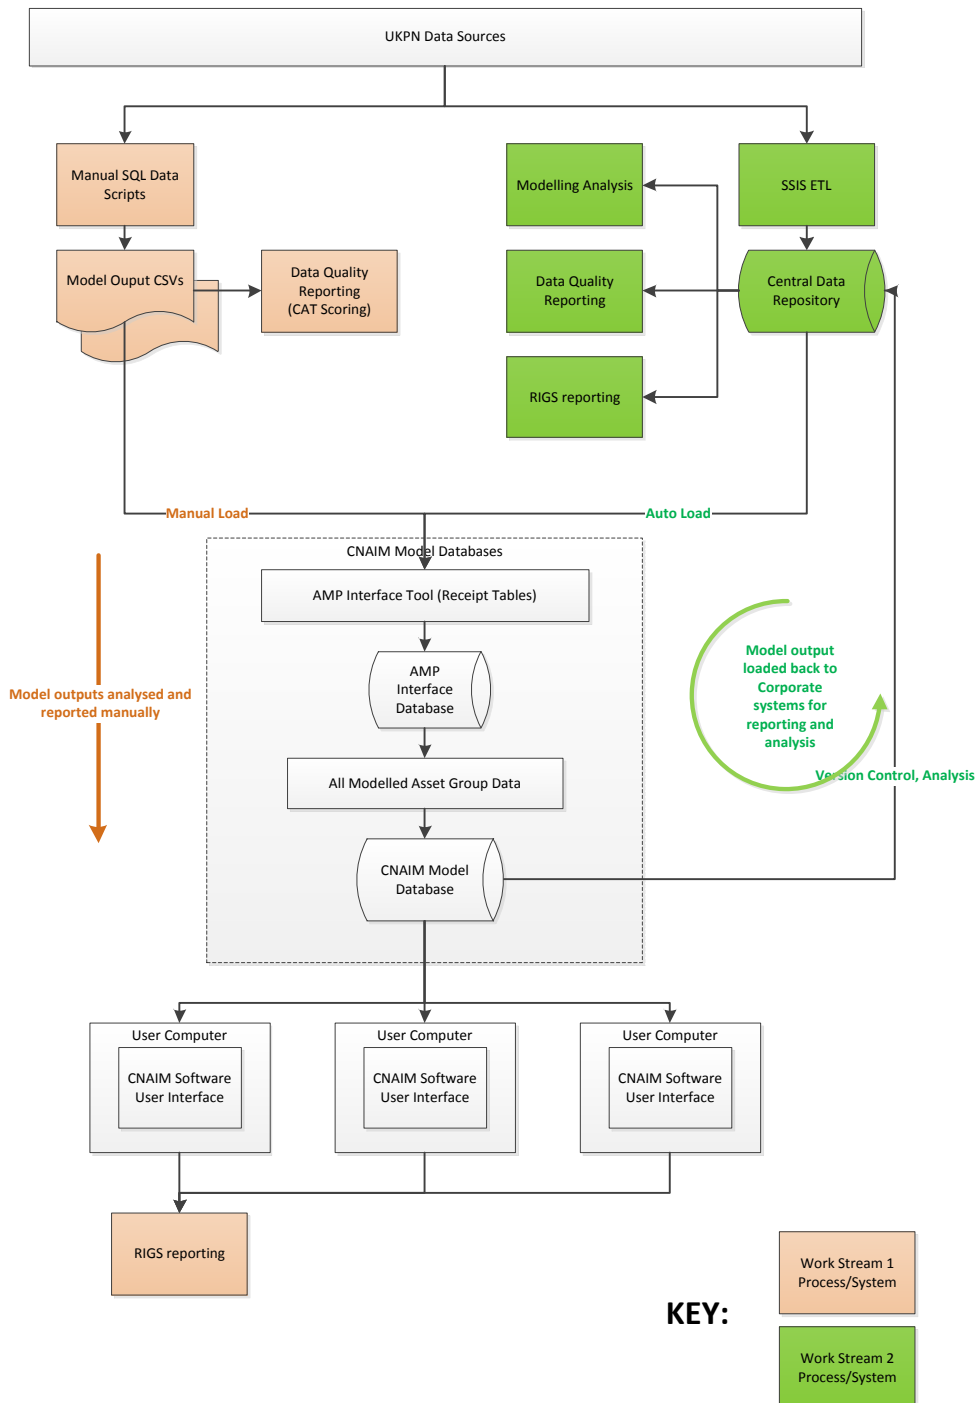 UKPN Data Sources
Manual SQL Data
Scripts
Modelling Analysis
SSIS ETL
Model Ouput CSVs
Data Quality
Reporting
(CAT Scoring)
Data Quality
Reporting
Central Data
Repository
RIGS reporting
Manual Load
Auto Load
CNAIM Model Databases
AMP Interface Tool (Receipt Tables)
AMP
Interface
Database
Model outputs analysed and
reported manually
Model output
loaded back to
Corporate
systems for
reporting and
analysis
Version Control, Analysis
All Modelled Asset Group Data
CNAIM Model
Database
User Computer
CNAIM Software
User Interface
User Computer
CNAIM Software
User Interface
User Computer
CNAIM Software
User Interface
RIGS reporting
KEY:
Work Stream 1
Process/System
Work Stream 2
Process/System